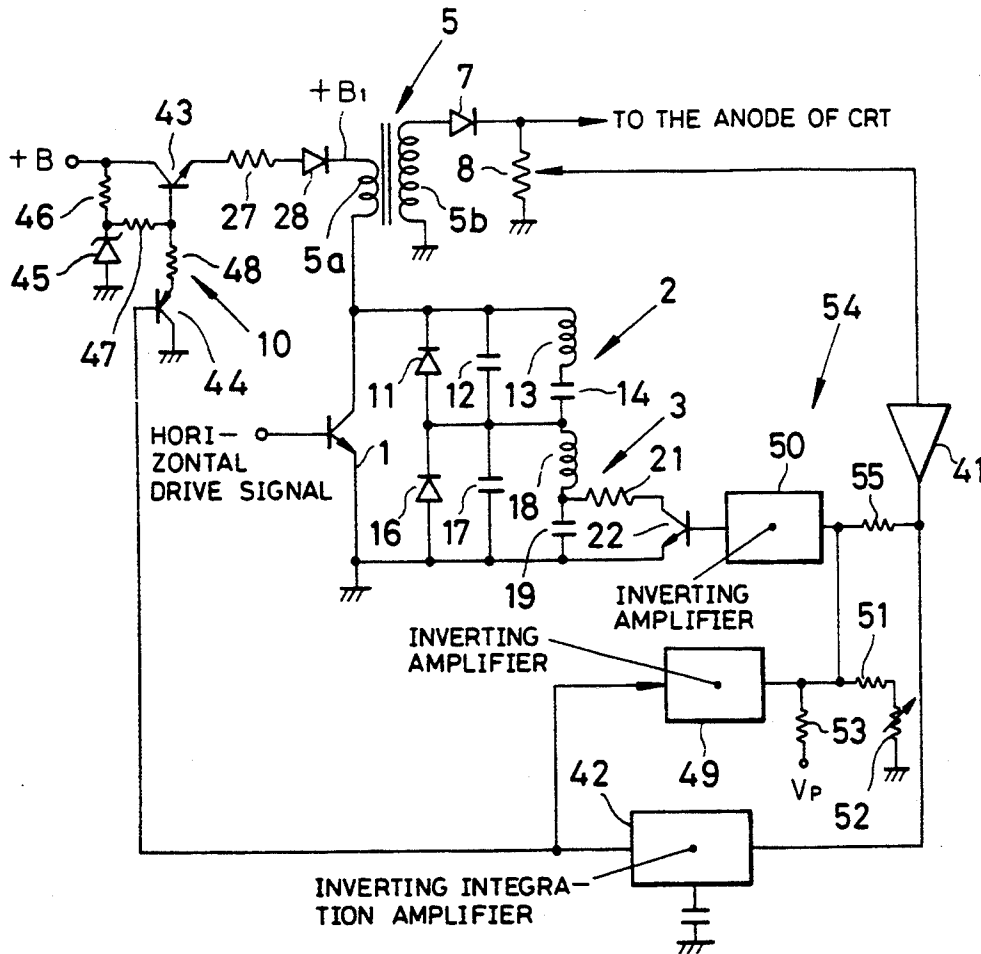 5
+B₁
7
43
TO THE ANODE OF CRT
+B
8
46
27
28
5a
5b
45
48
47
10
44
2
54
11
12
13
14
3
HORI-
ZONTAL
DRIVE SIGNAL
1
21
50
41
16
17
18
55
22
19
INVERTING
AMPLIFIER
51
INVERTING
AMPLIFIER
53
42
49
Vₚ
52
INVERTING INTEGRA-
TION AMPLIFIER